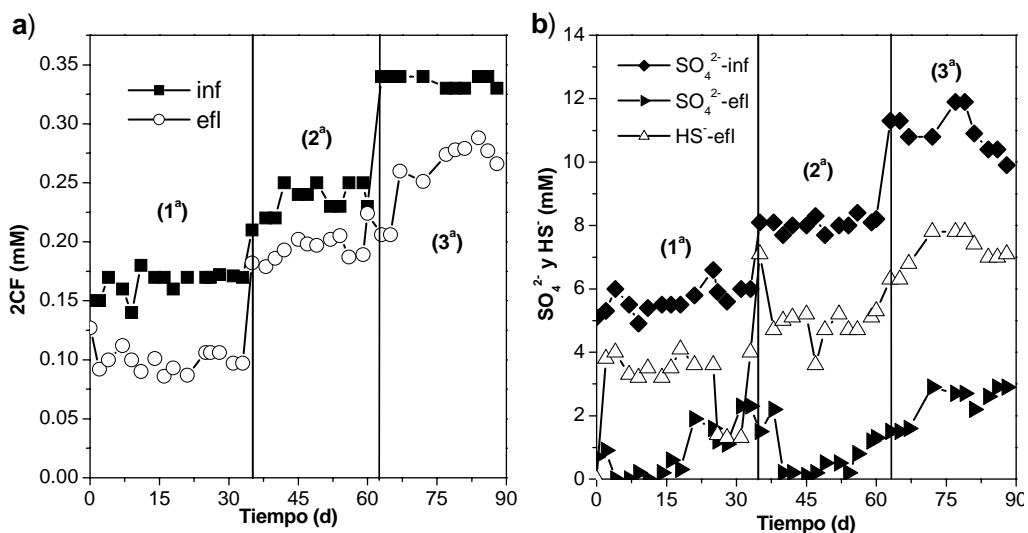 a)
0.35
0.30
0.25
0.20
0.15
0.10
0.05
0.00
2CF (mM)
inf
efl
(1ª)
(2ª)
(3ª)
0 15 30 45 60 75 90
Tiempo (d)
b)
14
12
10
8
6
4
2
0
SO₄²⁻ y HS⁻ (mM)
SO₄²⁻-inf
SO₄²⁻-efl
HS⁻-efl
(1ª)
(2ª)
(3ª)
0 15 30 45 60 75 90
Tiempo (d)